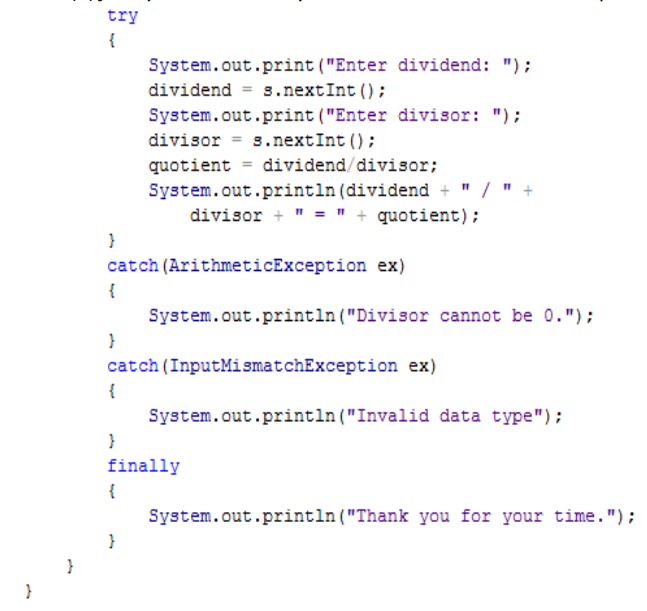 try
{
System.out.print("Enter dividend: ");
dividend = s.nextInt();
System.out.print("Enter divisor: ");
divisor = s.nextInt();
quotient = dividend/divisor;
System.out.println(dividend + " / " +
divisor + " = " + quotient);
}
catch(ArithmeticException ex)
{
System.out.println("Divisor cannot be 0.");
}
catch(InputMismatchException ex)
{
System.out.println("Invalid data type");
}
finally
{
System.out.println("Thank you for your time.");
}
}
}